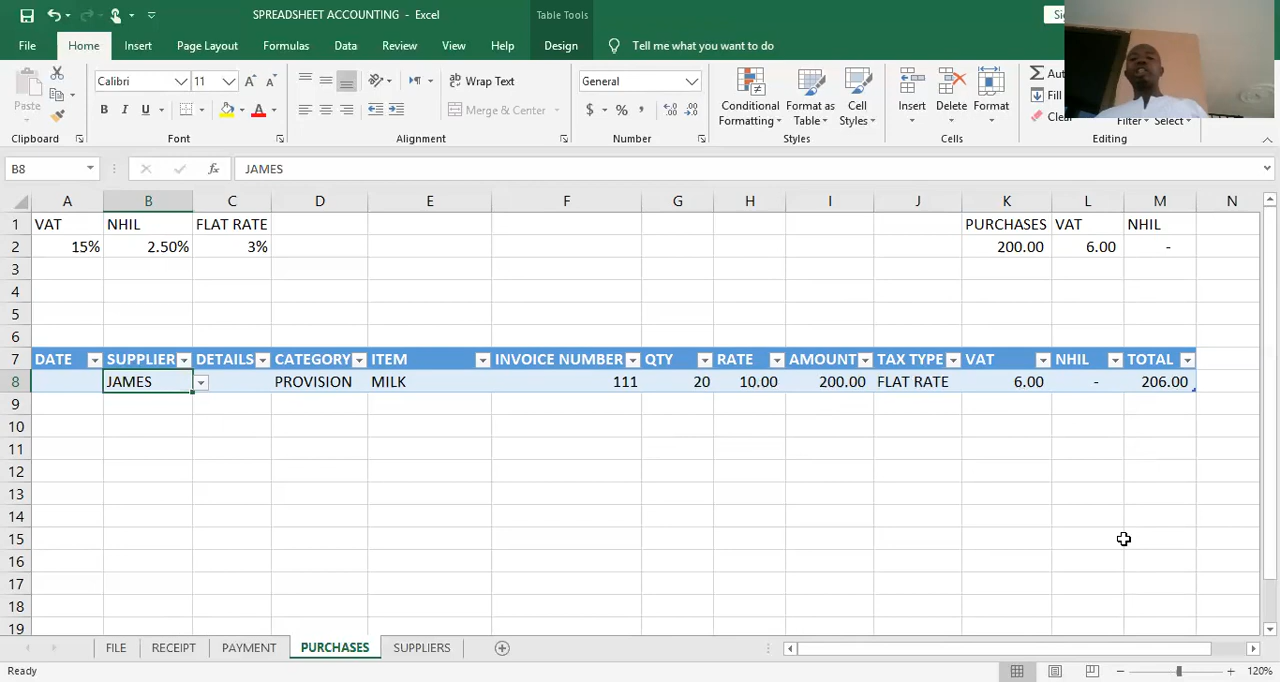 SPREADSHEET ACCOUNTING - Excel
Table Tools
File Home Insert Page Layout Formulas Data Review View Help Design Tell me what you want to do
Paste
Clipboard
Calibri 11
B I U A
Font
Wrap Text
Merge & Center
Alignment
General
$ % ,
Number
Conditional Formatting
Format as Table
Cell Styles
Styles
Insert Delete Format
Cells
Fill
Filter Select
Editing
B8 fx JAMES
A B C D E F G H I J K L M N
1 VAT NHIL FLAT RATE PURCHASES VAT NHIL
2 15% 2.50% 3% 200.00 6.00 -
3
4
5
6
7 DATE SUPPLIER DETAILS CATEGORY ITEM INVOICE NUMBER QTY RATE AMOUNT TAX TYPE VAT NHIL TOTAL
8 JAMES PROVISION MILK 111 20 10.00 200.00 FLAT RATE 6.00 - 206.00
9
10
11
12
13
14
15
16
17
18
19
FILE RECEIPT PAYMENT PURCHASES SUPPLIERS
Ready 120%